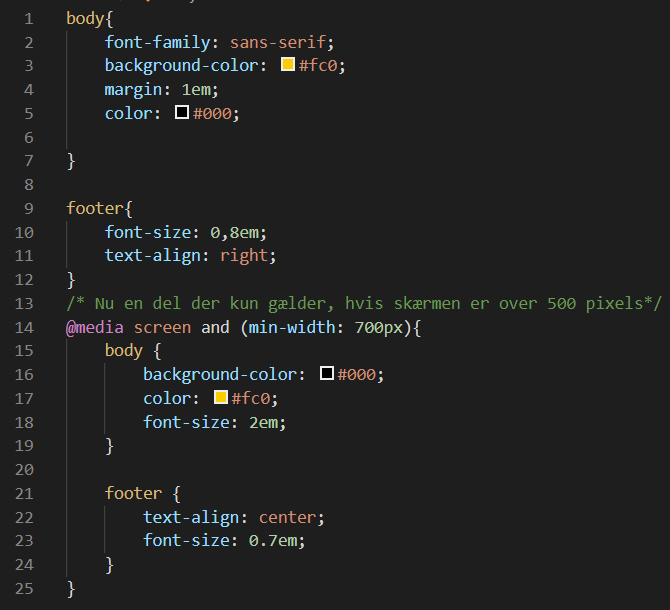 1 body{
2 font-family: sans-serif;
3 background-color: #fc0;
4 margin: 1em;
5 color: #000;
6
7 }
8
9 footer{
10 font-size: 0,8em;
11 text-align: right;
12 }
13 /* Nu en del der kun gælder, hvis skærmen er over 500 pixels*/
14 @media screen and (min-width: 700px){
15 body {
16 background-color: #000;
17 color: #fc0;
18 font-size: 2em;
19 }
20
21 footer {
22 text-align: center;
23 font-size: 0.7em;
24 }
25 }